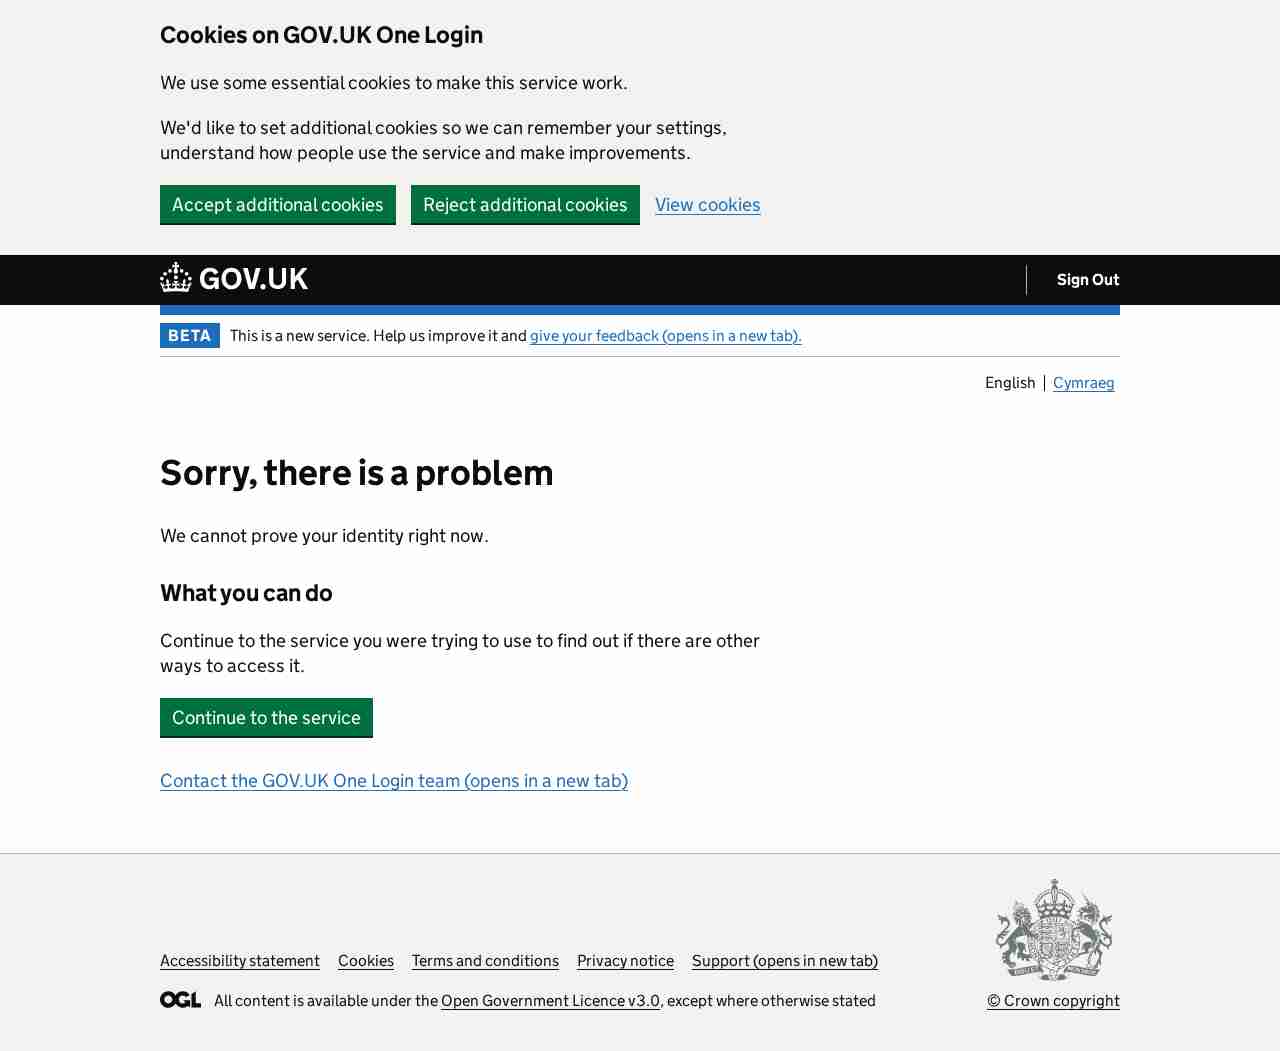 Cookies on GOV.UK One Login
We use some essential cookies to make this service work.
We'd like to set additional cookies so we can remember your settings,
understand how people use the service and make improvements.
Accept additional cookies
Reject additional cookies
View cookies
GOV.UK
Sign Out
BETA
This is a new service. Help us improve it and give your feedback (opens in a new tab).
English
Cymraeg
Sorry, there is a problem
We cannot prove your identity right now.
What you can do
Continue to the service you were trying to use to find out if there are other
ways to access it.
Continue to the service
Contact the GOV.UK One Login team (opens in a new tab)
Accessibility statement
Cookies
Terms and conditions
Privacy notice
Support (opens in new tab)
OGL
All content is available under the Open Government Licence v3.0, except where otherwise stated
© Crown copyright